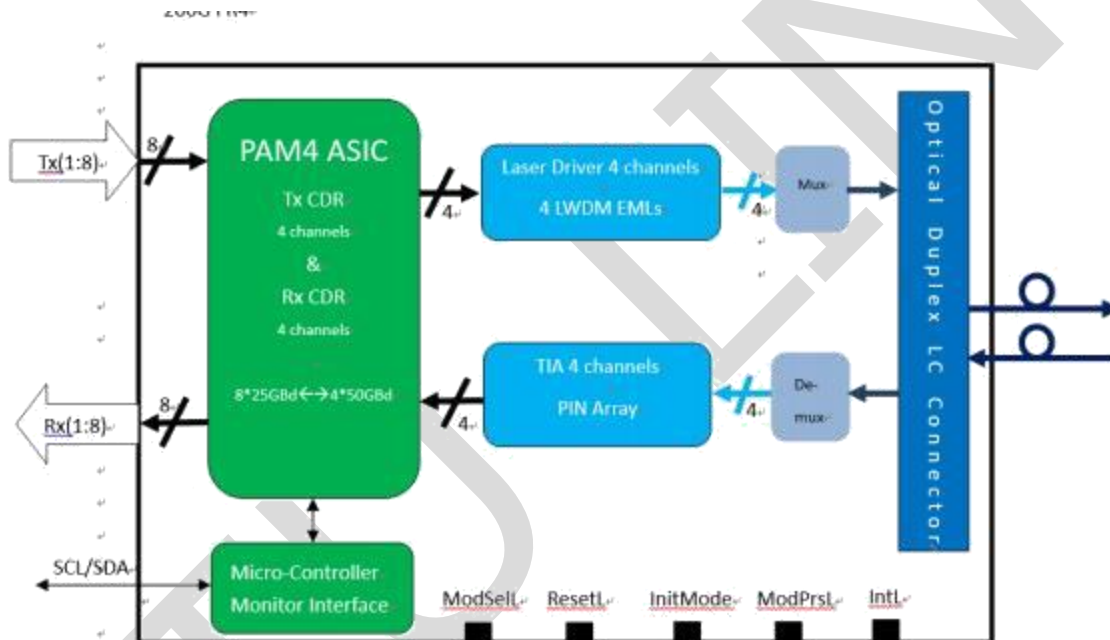 Tx(1:8)
8
PAM4 ASIC
Tx CDR
4 channels
&
Rx CDR
4 channels
8*25GBd<->4*50GBd
4
Laser Driver 4 channels
4 LWDM EMLs
4
Mux
Optical Duplex LC Connector
Rx(1:8)
8
4
TIA 4 channels
PIN Array
4
De-
mux
SCL/SDA
Micro-Controller
Monitor Interface
ModSelL
ResetL
InitMode
ModPrsL
IntL